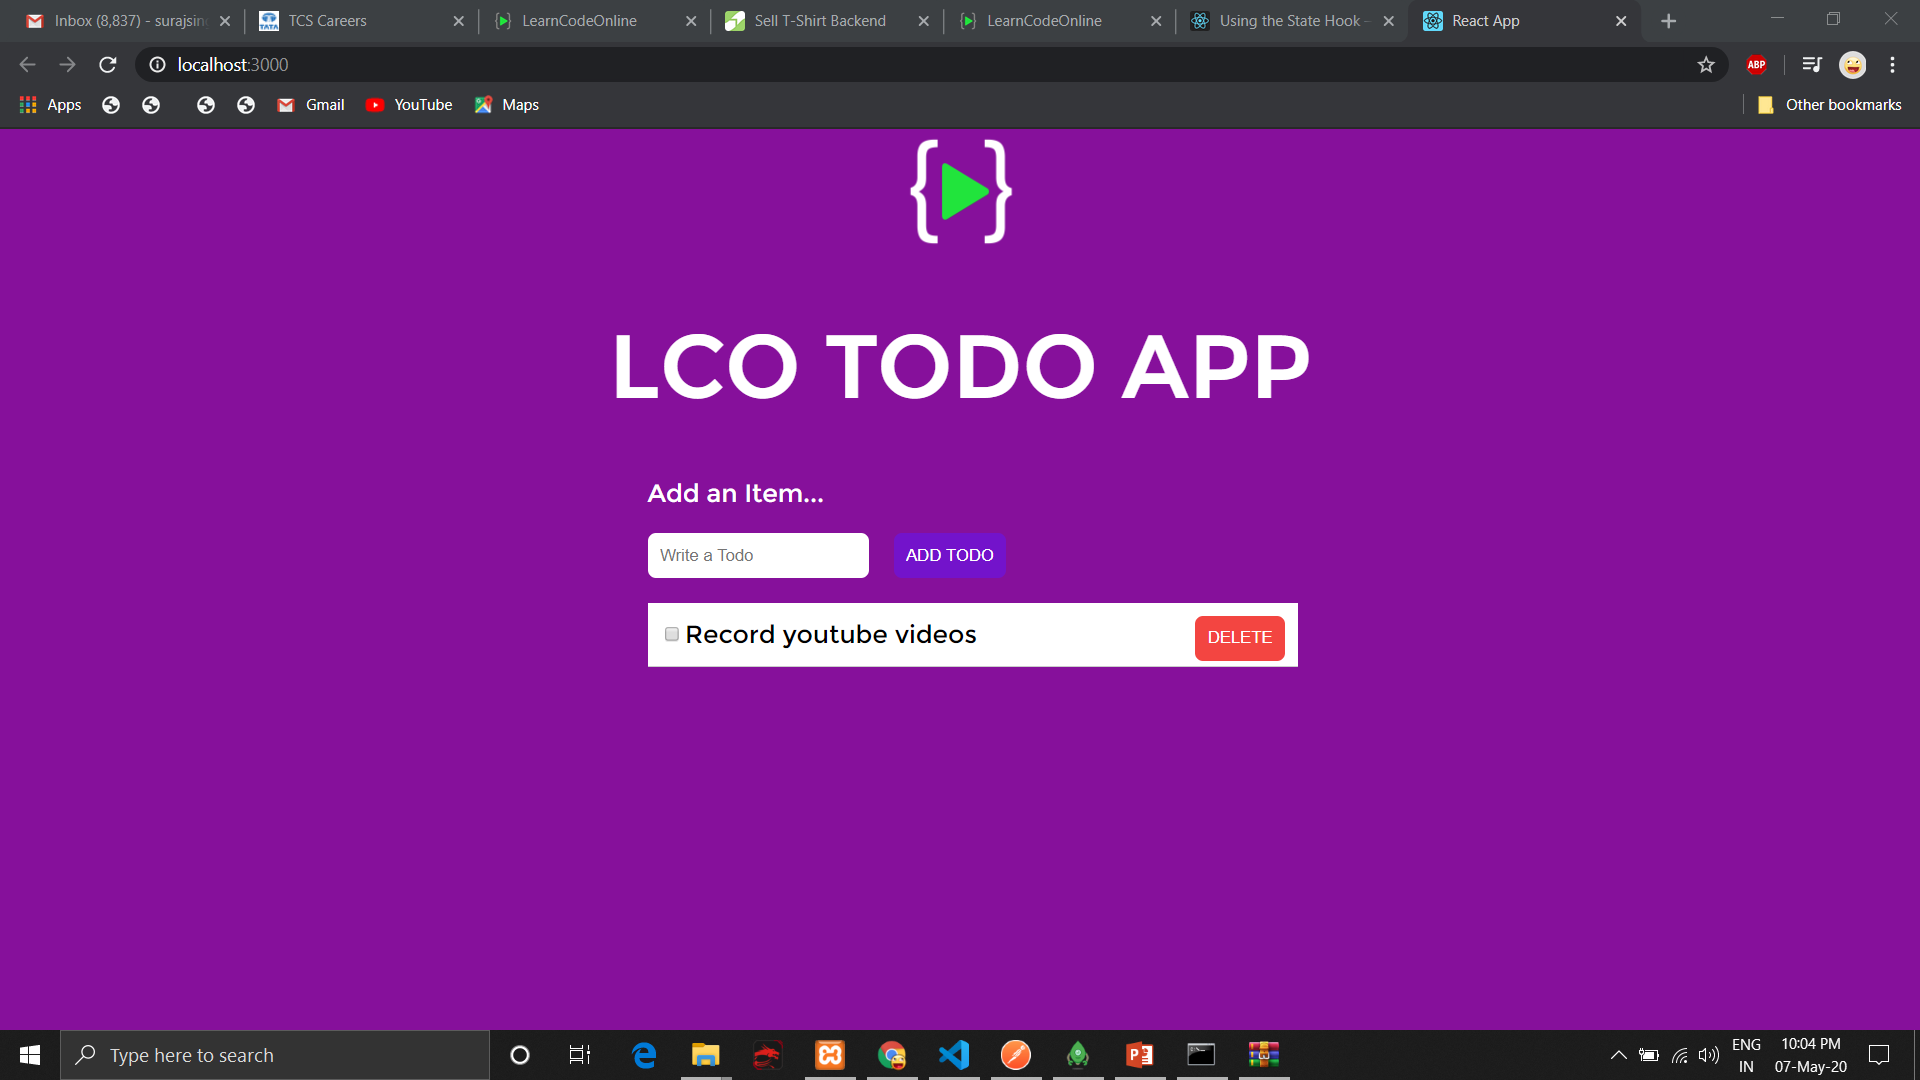 Inbox (8,837) - surajsin
TCS Careers
LearnCodeOnline
Sell T-Shirt Backend
LearnCodeOnline
Using the State Hook –
React App
localhost:3000
ABP
Apps
Gmail
YouTube
Maps
Other bookmarks
LCO TODO APP
Add an Item...
Write a Todo
ADD TODO
Record youtube videos
DELETE
Type here to search
ENG
IN
10:04 PM
07-May-20